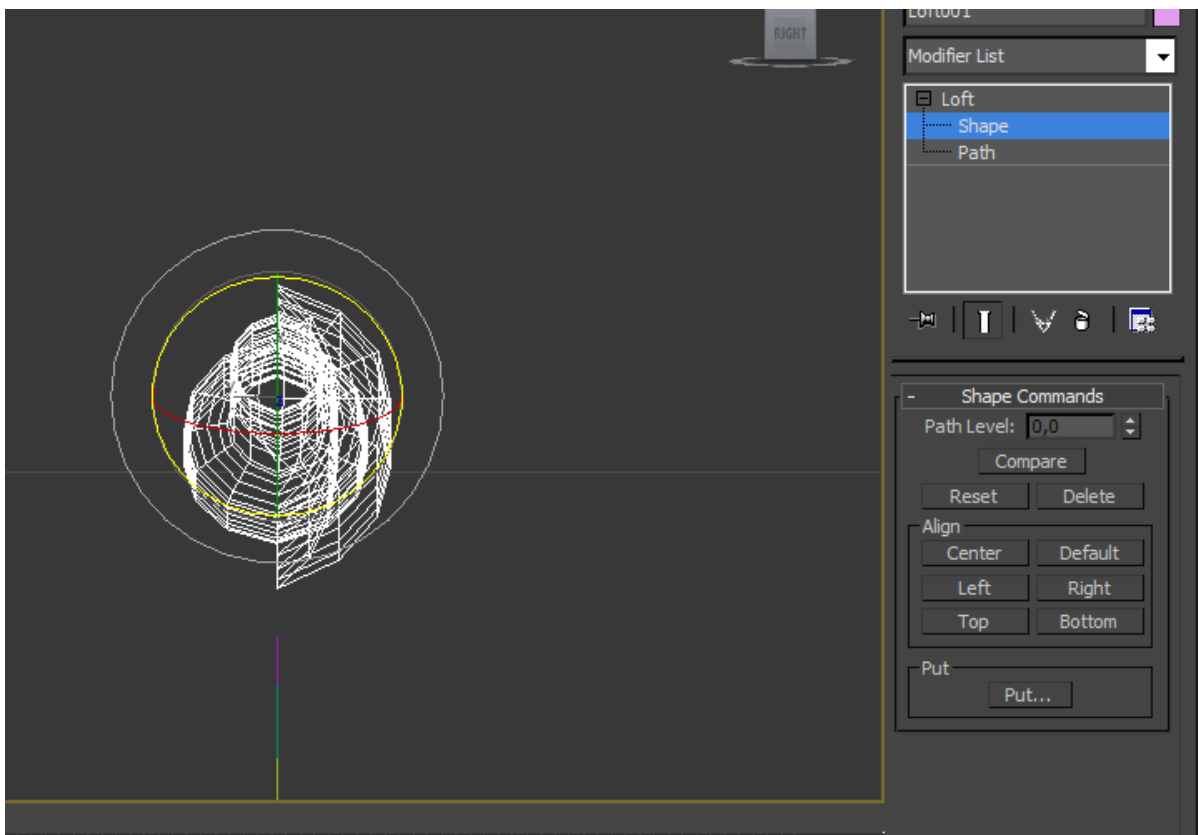 RIGHT
Loft001
Modifier List
Loft
Shape
Path
- Shape Commands
Path Level: 0,0
Compare
Reset Delete
Align
Center Default
Left Right
Top Bottom
Put
Put...